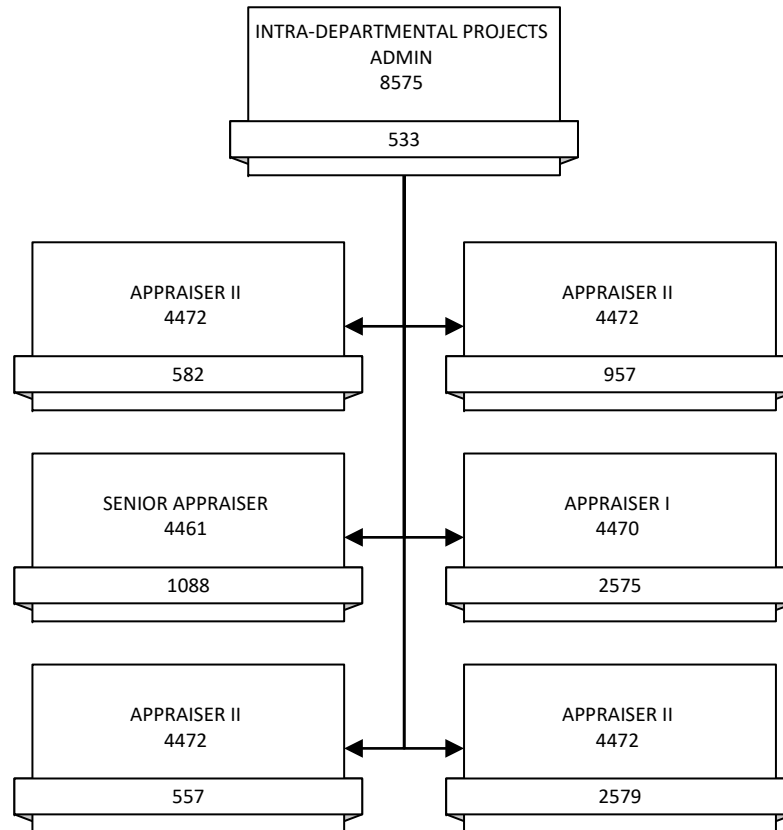 INTRA-DEPARTMENTAL PROJECTS
ADMIN
8575
533
APPRAISER II
4472
582
APPRAISER II
4472
957
SENIOR APPRAISER
4461
1088
APPRAISER I
4470
2575
APPRAISER II
4472
557
APPRAISER II
4472
2579